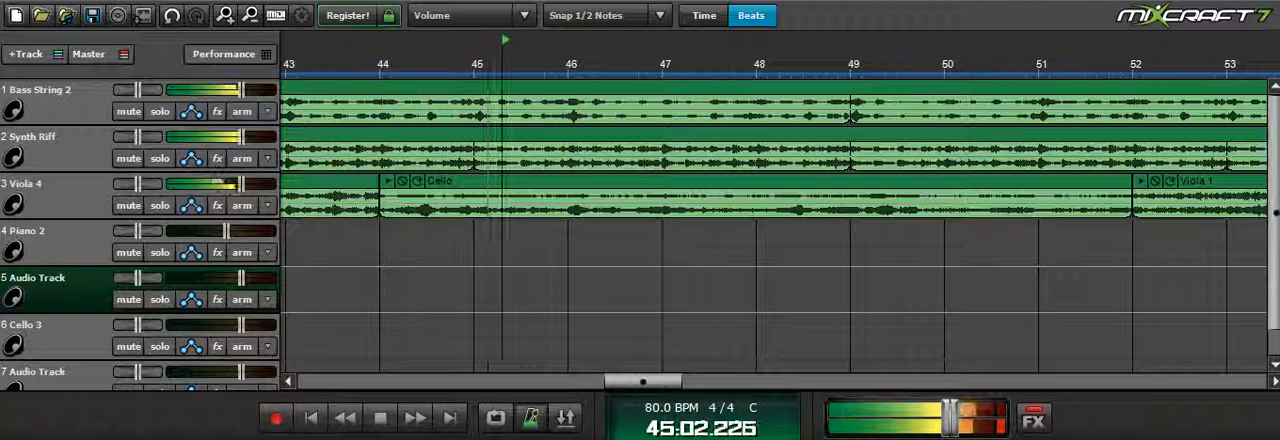 Register! Volume Snap 1/2 Notes Time Beats MIXCRAFT 7
+Track Master Performance
43 44 45 46 47 48 49 50 51 52 53
1 Bass String 2
mute solo fx arm
2 Synth Riff
mute solo fx arm
3 Viola 4 Cello Viola 1
mute solo fx arm
4 Piano 2
mute solo fx arm
5 Audio Track
mute solo fx arm
6 Cello 3
mute solo fx arm
7 Audio Track
80.0 BPM 4 / 4 C
45:02.226
FX